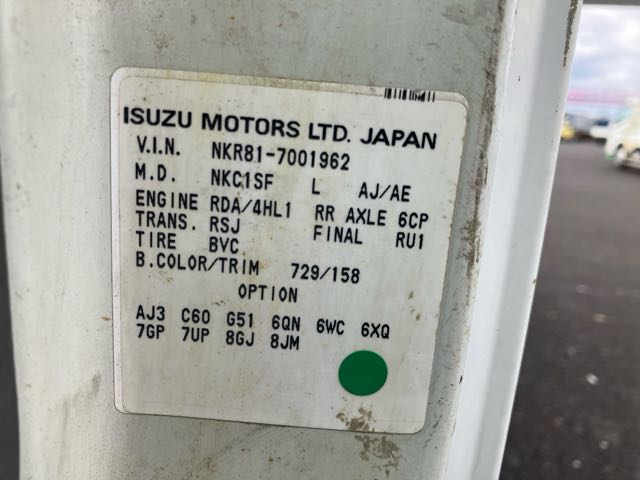 ISUZU MOTORS LTD. JAPAN
V.I.N. NKR81-7001962
M.D. NKC1SF L AJ/AE
ENGINE RDA/4HL1 RR AXLE 6CP
TRANS. RSJ FINAL RU1
TIRE BVC
B.COLOR/TRIM 729/158
OPTION
AJ3 C60 G51 6QN 6WC 6XQ
7GP 7UP 8GJ 8JM